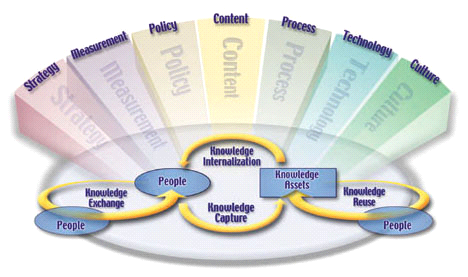 Strategy
Measurement
Policy
Content
Process
Technology
Culture
Strategy
Measurement
Policy
Content
Process
Technology
Culture
Knowledge
Internalization
People
Knowledge
Assets
Knowledge
Exchange
Knowledge
Capture
Knowledge
Reuse
People
People